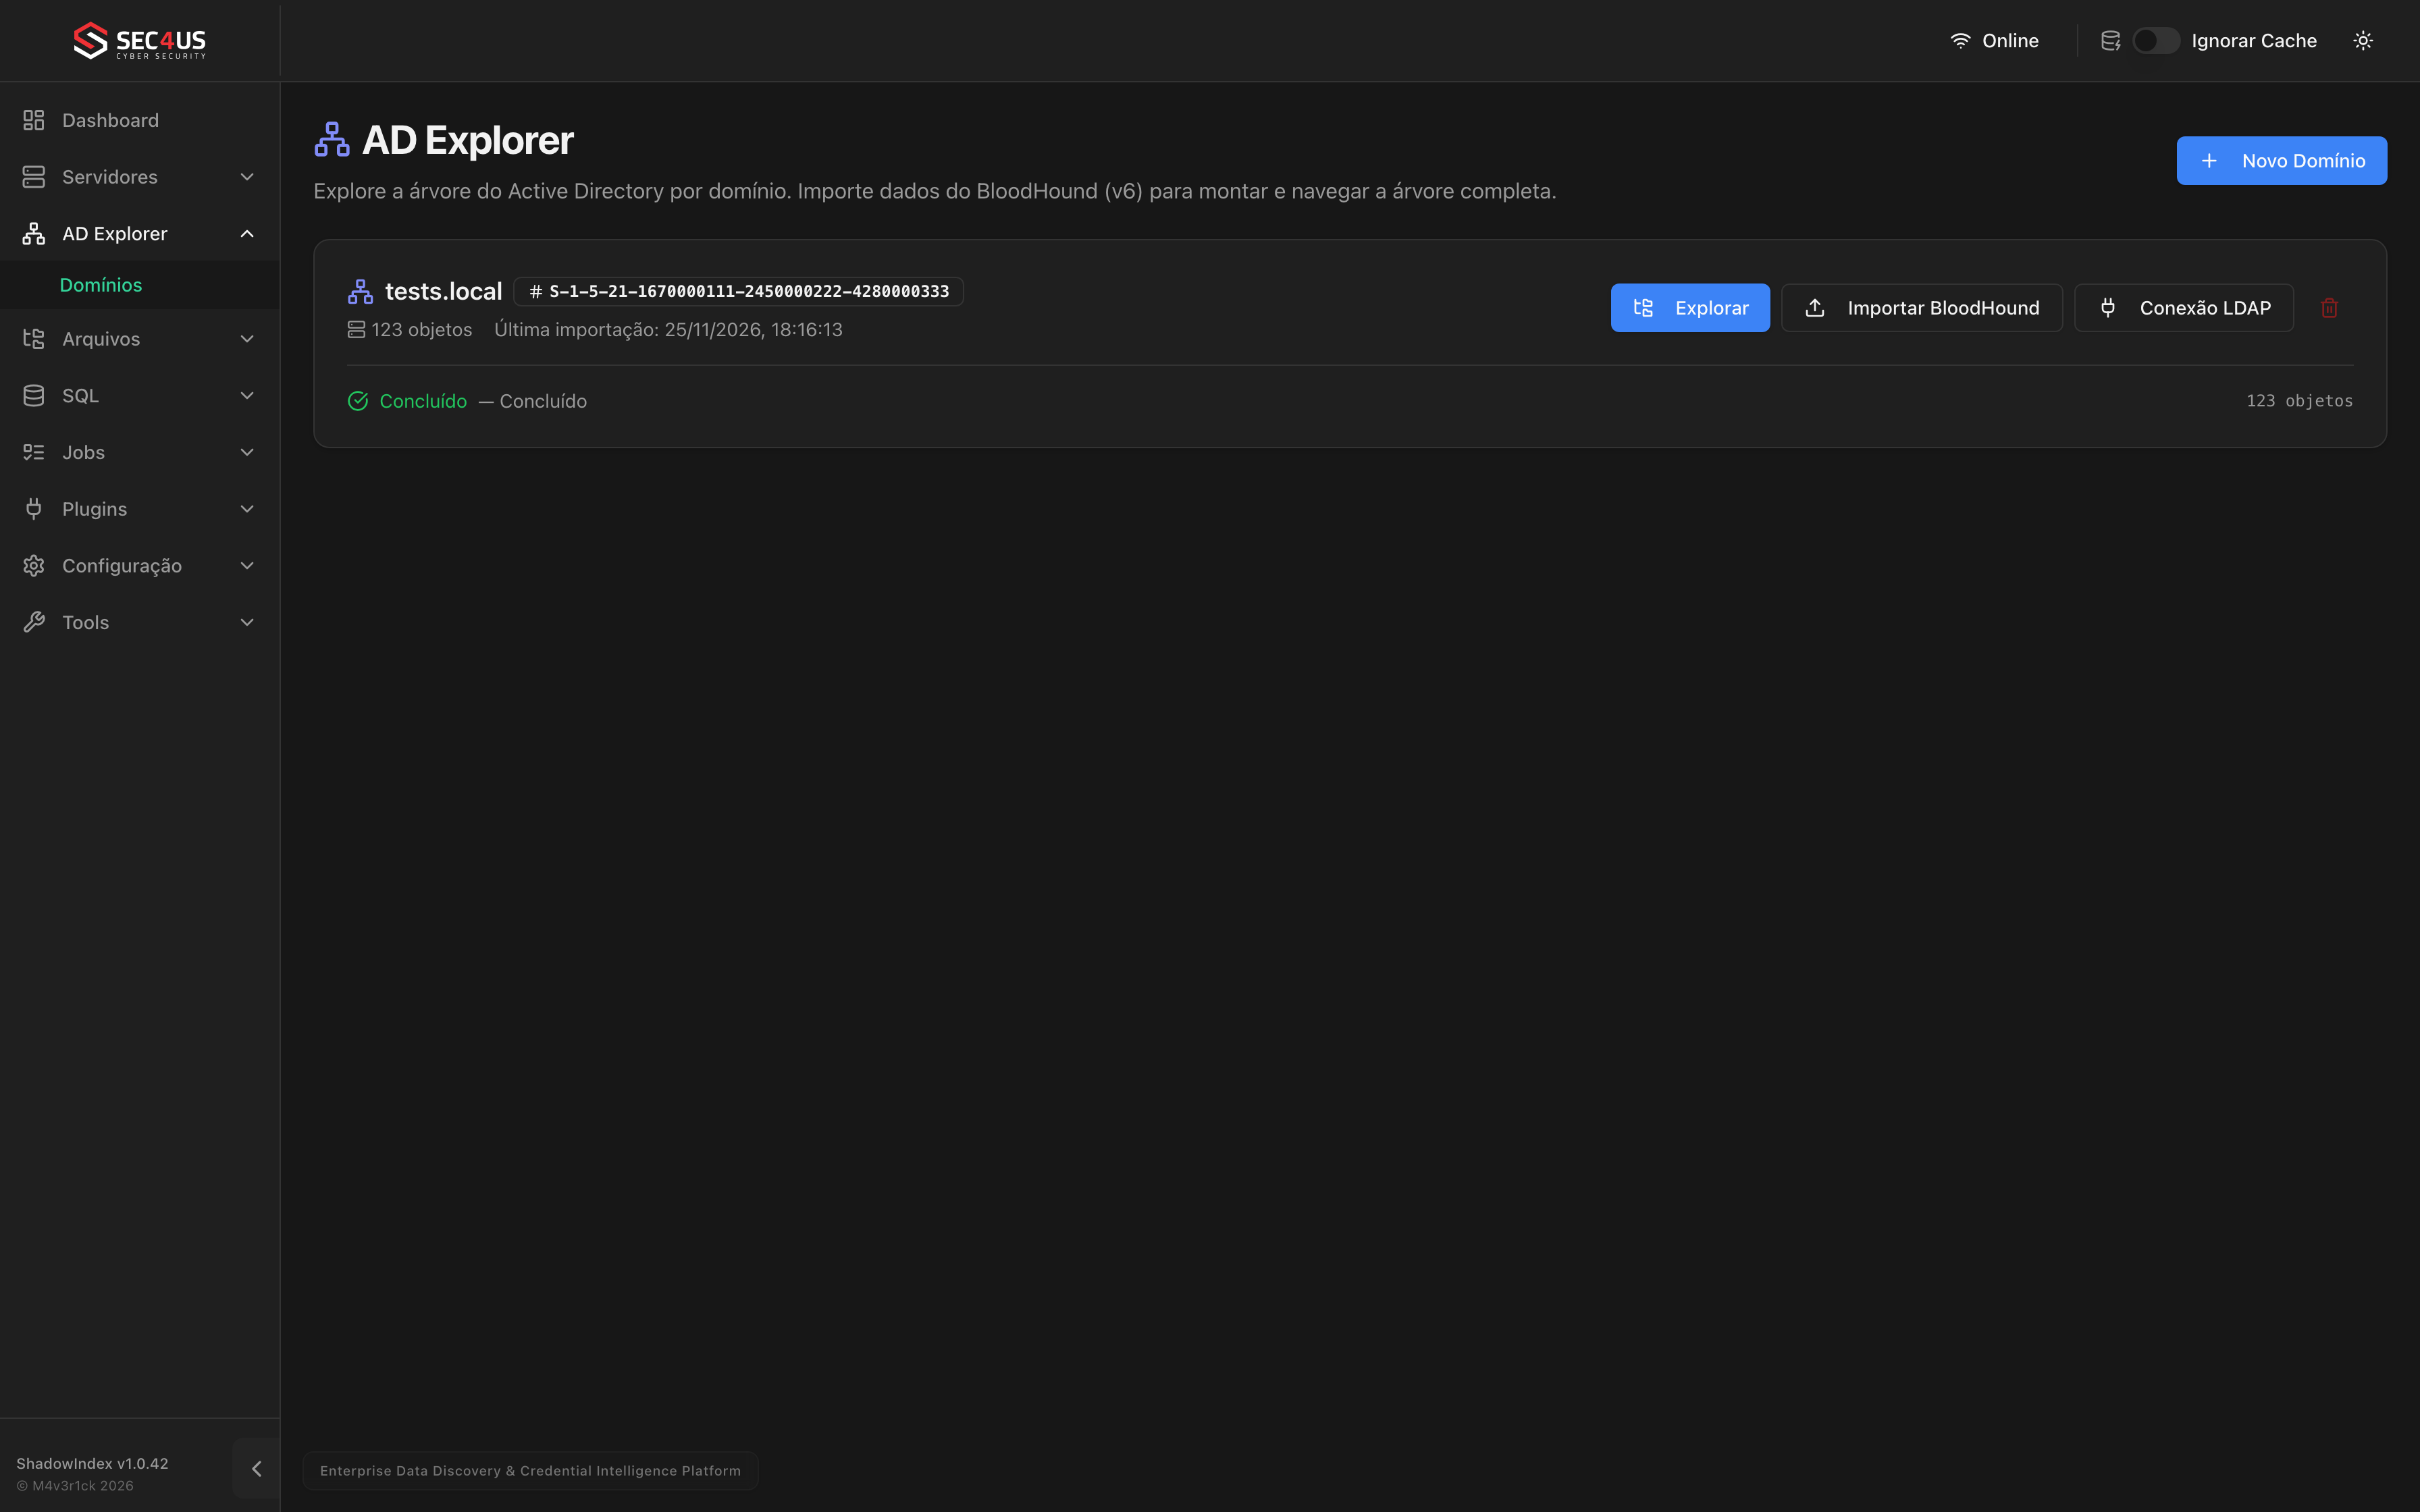 SEC4US
CYBER SECURITY
Online
Ignorar Cache
Dashboard
Servidores
AD Explorer
Domínios
Arquivos
SQL
Jobs
Plugins
Configuração
Tools
AD Explorer
Explore a árvore do Active Directory por domínio. Importe dados do BloodHound (v6) para montar e navegar a árvore completa.
Novo Domínio
tests.local # S-1-5-21-1670000111-2450000222-4280000333
123 objetos Última importação: 25/11/2026, 18:16:13
Explorar
Importar BloodHound
Conexão LDAP
Concluído — Concluído
123 objetos
ShadowIndex v1.0.42
© M4v3r1ck 2026
Enterprise Data Discovery & Credential Intelligence Platform